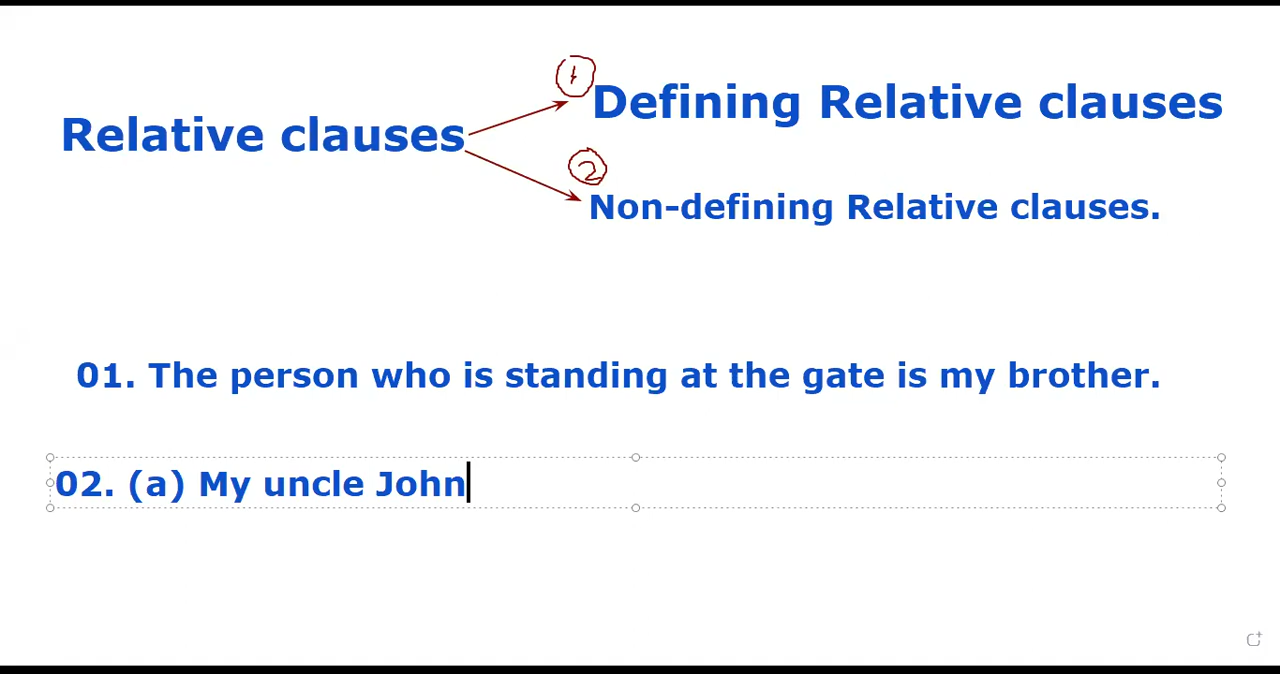 1
Defining Relative clauses
Relative clauses
2
Non-defining Relative clauses.
01. The person who is standing at the gate is my brother.
02. (a) My uncle John